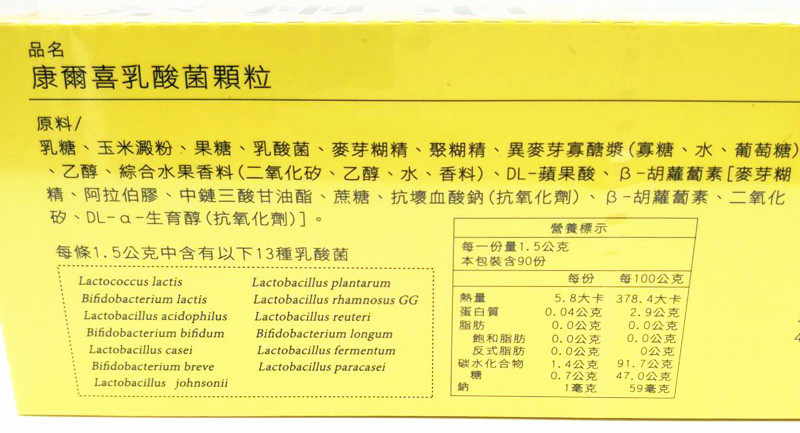 品名
康爾喜乳酸菌顆粒
原料/
乳糖、玉米澱粉、果糖、乳酸菌、麥芽糊精、聚糊精、異麥芽寡醣漿(寡糖、水、葡萄糖)
、乙醇、綜合水果香料(二氧化矽、乙醇、水、香料)、DL-蘋果酸、β-胡蘿蔔素[麥芽糊
精、阿拉伯膠、中鏈三酸甘油酯、蔗糖、抗壞血酸鈉(抗氧化劑)、β-胡蘿蔔素、二氧化
矽、DL-α-生育醇(抗氧化劑)]。
每條1.5公克中含有以下13種乳酸菌
Lactococcus lactis Lactobacillus plantarum
Bifidobacterium lactis Lactobacillus rhamnosus GG
Lactobacillus acidophilus Lactobacillus reuteri
Bifidobacterium bifidum Bifidobacterium longum
Lactobacillus casei Lactobacillus fermentum
Bifidobacterium breve Lactobacillus paracasei
Lactobacillus johnsonii
營養標示
每一份量1.5公克
本包裝含90份
每份 每100公克
熱量 5.8大卡 378.4大卡
蛋白質 0.04公克 2.9公克
脂肪 0.0公克 0.0公克
飽和脂肪 0.0公克 0.0公克
反式脂肪 0.0公克 0公克
碳水化合物 1.4公克 91.7公克
糖 0.7公克 47.0公克
鈉 1毫克 59毫克